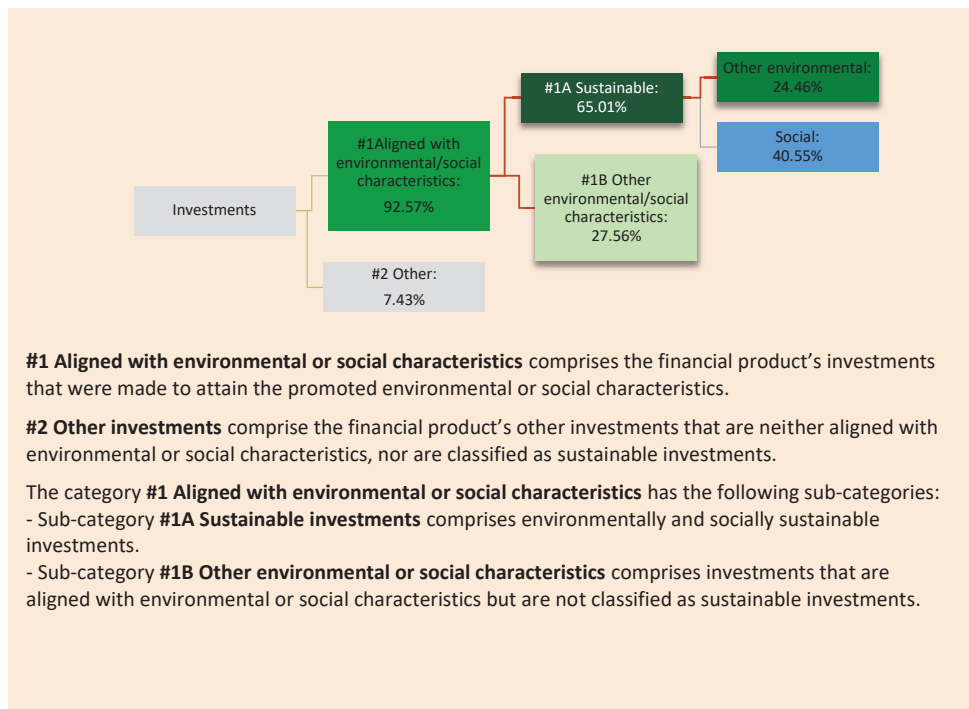 Investments
#1Aligned with
environmental/social
characteristics:
92.57%
#2 Other:
7.43%
#1A Sustainable:
65.01%
#1B Other
environmental/social
characteristics:
27.56%
Other environmental:
24.46%
Social:
40.55%
#1 Aligned with environmental or social characteristics comprises the financial product’s investments
that were made to attain the promoted environmental or social characteristics.
#2 Other investments comprise the financial product’s other investments that are neither aligned with
environmental or social characteristics, nor are classified as sustainable investments.
The category #1 Aligned with environmental or social characteristics has the following sub-categories:
- Sub-category #1A Sustainable investments comprises environmentally and socially sustainable
investments.
- Sub-category #1B Other environmental or social characteristics comprises investments that are
aligned with environmental or social characteristics but are not classified as sustainable investments.